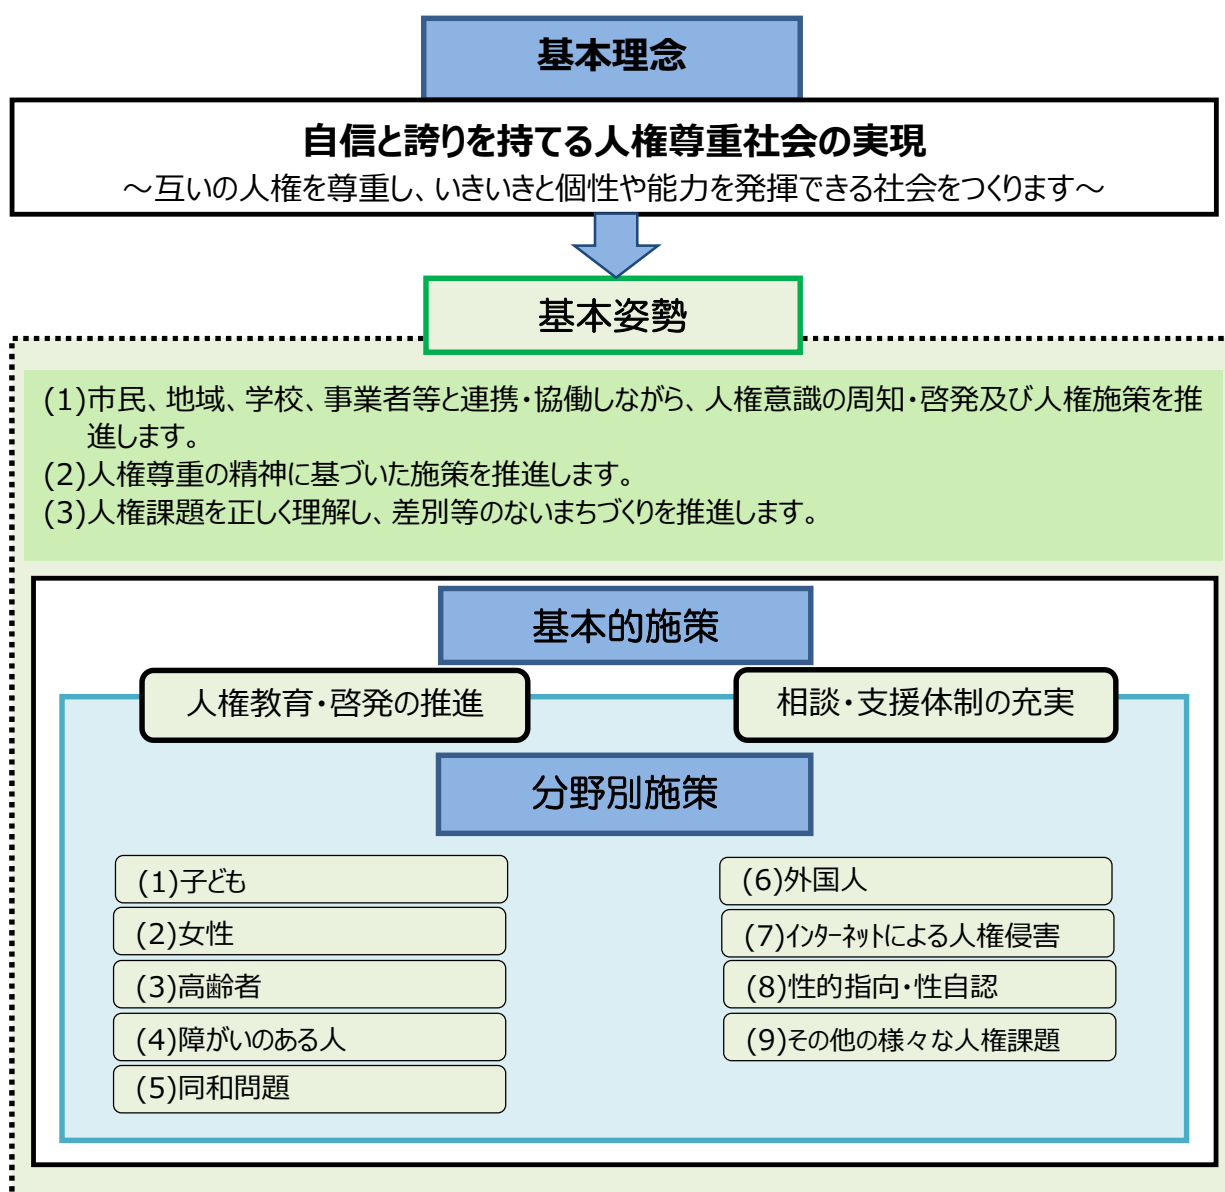 基本理念
自信と誇りを持てる人権尊重社会の実現
～互いの人権を尊重し、いきいきと個性や能力を発揮できる社会をつくります～
基本姿勢
(1)市民、地域、学校、事業者等と連携・協働しながら、人権意識の周知・啓発及び人権施策を推
進します。
(2)人権尊重の精神に基づいた施策を推進します。
(3)人権課題を正しく理解し、差別等のないまちづくりを推進します。
基本的施策
人権教育・啓発の推進
相談・支援体制の充実
分野別施策
(1)子ども
(2)女性
(3)高齢者
(4)障がいのある人
(5)同和問題
(6)外国人
(7)インターネットによる人権侵害
(8)性的指向・性自認
(9)その他の様々な人権課題